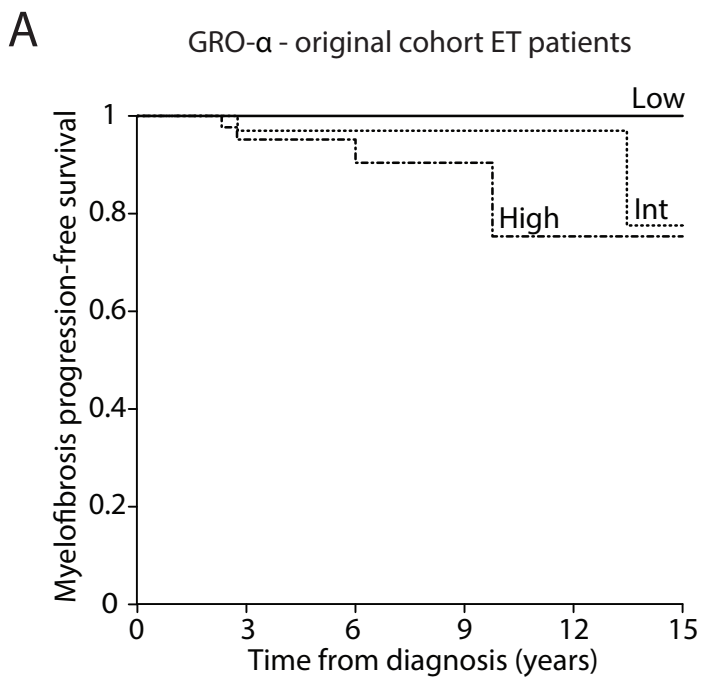 A
GRO-α - original cohort ET patients
Myelofibrosis progression-free survival
1
0.8
0.6
0.4
0.2
0
Low
Int
High
0 3 6 9 12 15
Time from diagnosis (years)